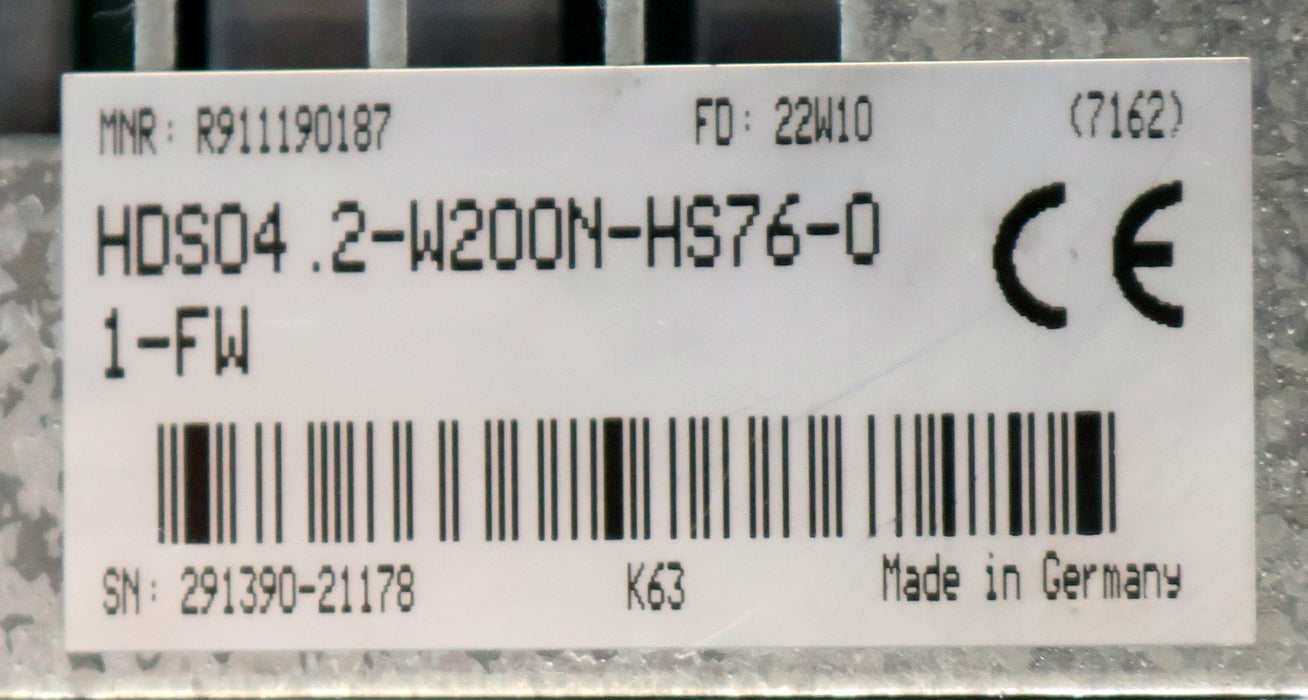 MNR: R911190187 FD: 22W10 (7162)
HDS04.2-W200N-HS76-0
1-FW
CE
SN: 291390-21178 K63 Made in Germany